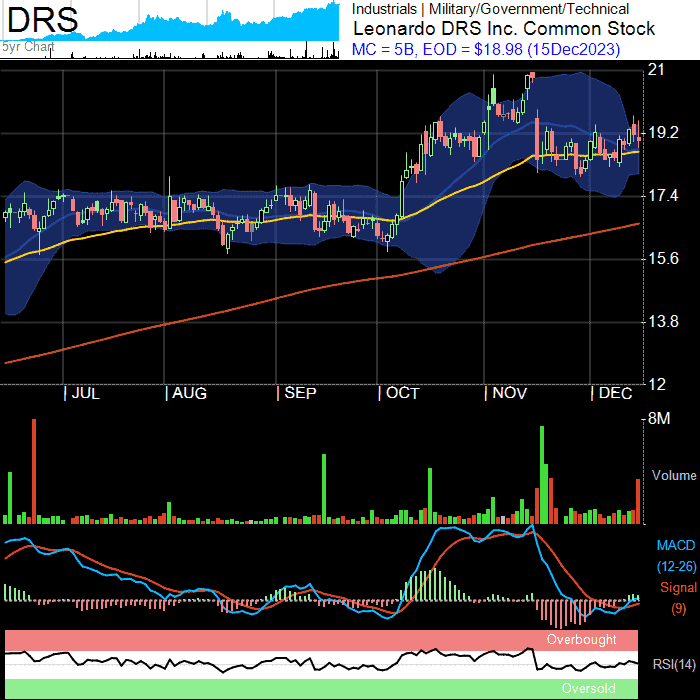 DRS
5yr Chart
Industrials | Military/Government/Technical
Leonardo DRS Inc. Common Stock
MC = 5B, EOD = $18.98 (15Dec2023)
21
19.2
17.4
15.6
13.8
12
| JUL | AUG | SEP | OCT | NOV | DEC
8M
Volume
MACD
(12-26)
Signal
(9)
Overbought
RSI(14)
Oversold